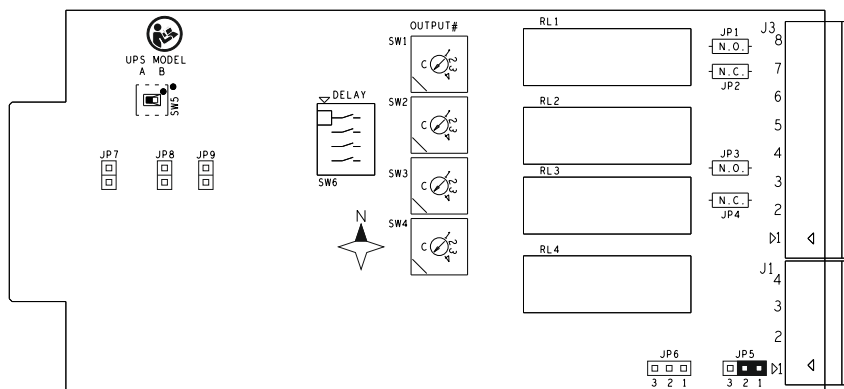 OUTPUT#
RL1
JP1
J3
SW1
8
N.O.
UPS MODEL
A B
C
2 3 4
7
N.C.
JP2
SW5
DELAY
6
SW2
RL2
C
2 3 4
5
JP7
JP8
JP9
JP3
4
SW3
RL3
N.O.
SW6
C
2 3 4
3
N.C.
JP4
2
N
SW4
1
C
2 3 4
RL4
J1
4
3
2
JP6
JP5
1
3 2 1
3 2 1